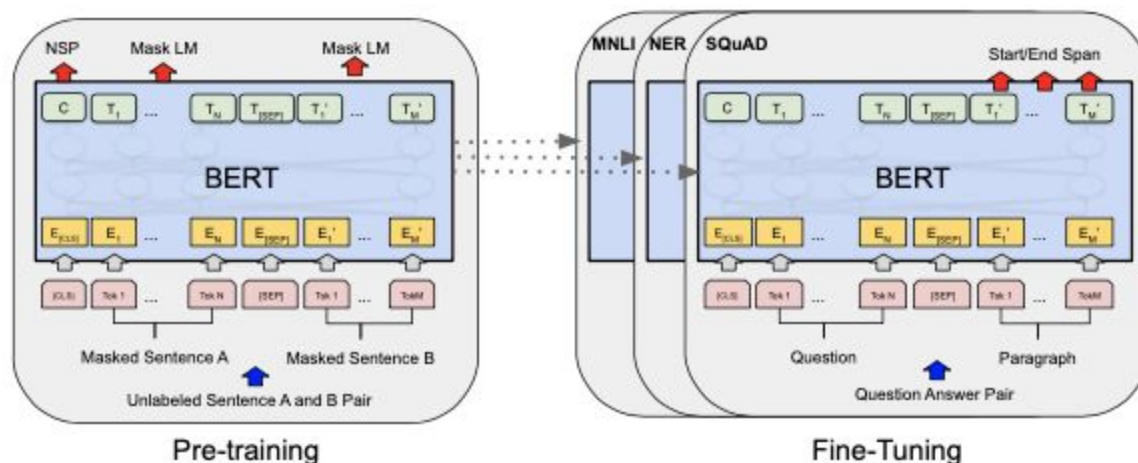 NSP Mask LM Mask LM
C T1 ... TN T[SEP] T1' ... TM'
BERT
E[CLS] E1 ... EN E[SEP] E1' ... EM'
[CLS] Tok 1 ... Tok N [SEP] Tok 1 ... TokM
Masked Sentence A Masked Sentence B
Unlabeled Sentence A and B Pair
Pre-training
MNLI NER SQuAD
Start/End Span
C T1 ... TN T[SEP] T1' ... TM'
BERT
E[CLS] E1 ... EN E[SEP] E1' ... EM'
[CLS] Tok 1 ... Tok N [SEP] Tok 1 ... TokM
Question Paragraph
Question Answer Pair
Fine-Tuning